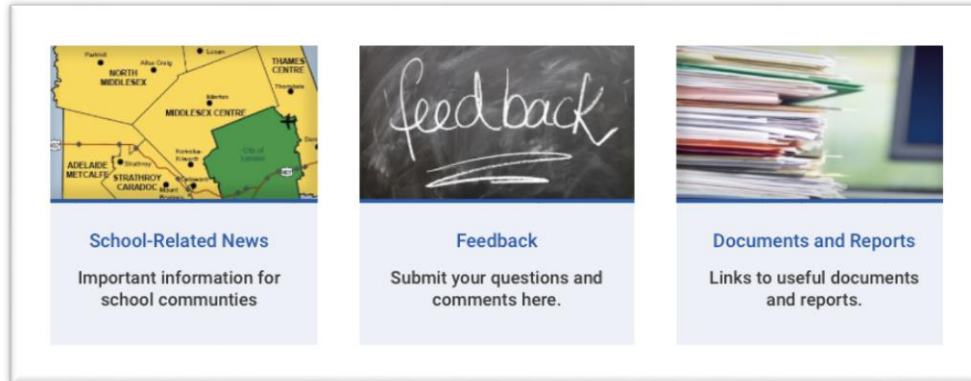 Parkhill
Ailsa Craig
Lucan
THAMES
CENTRE
NORTH
MIDDLESEX
Thorndale
Ilderton
MIDDLESEX CENTRE
City of
London
ADELAIDE
METCALFE
Strathroy
Komoka-
Kilworth
STRATHROY
CARADOC
Delaware
Mount
Brydges
feedback
School-Related News
Important information for
school communties
Feedback
Submit your questions and
comments here.
Documents and Reports
Links to useful documents
and reports.